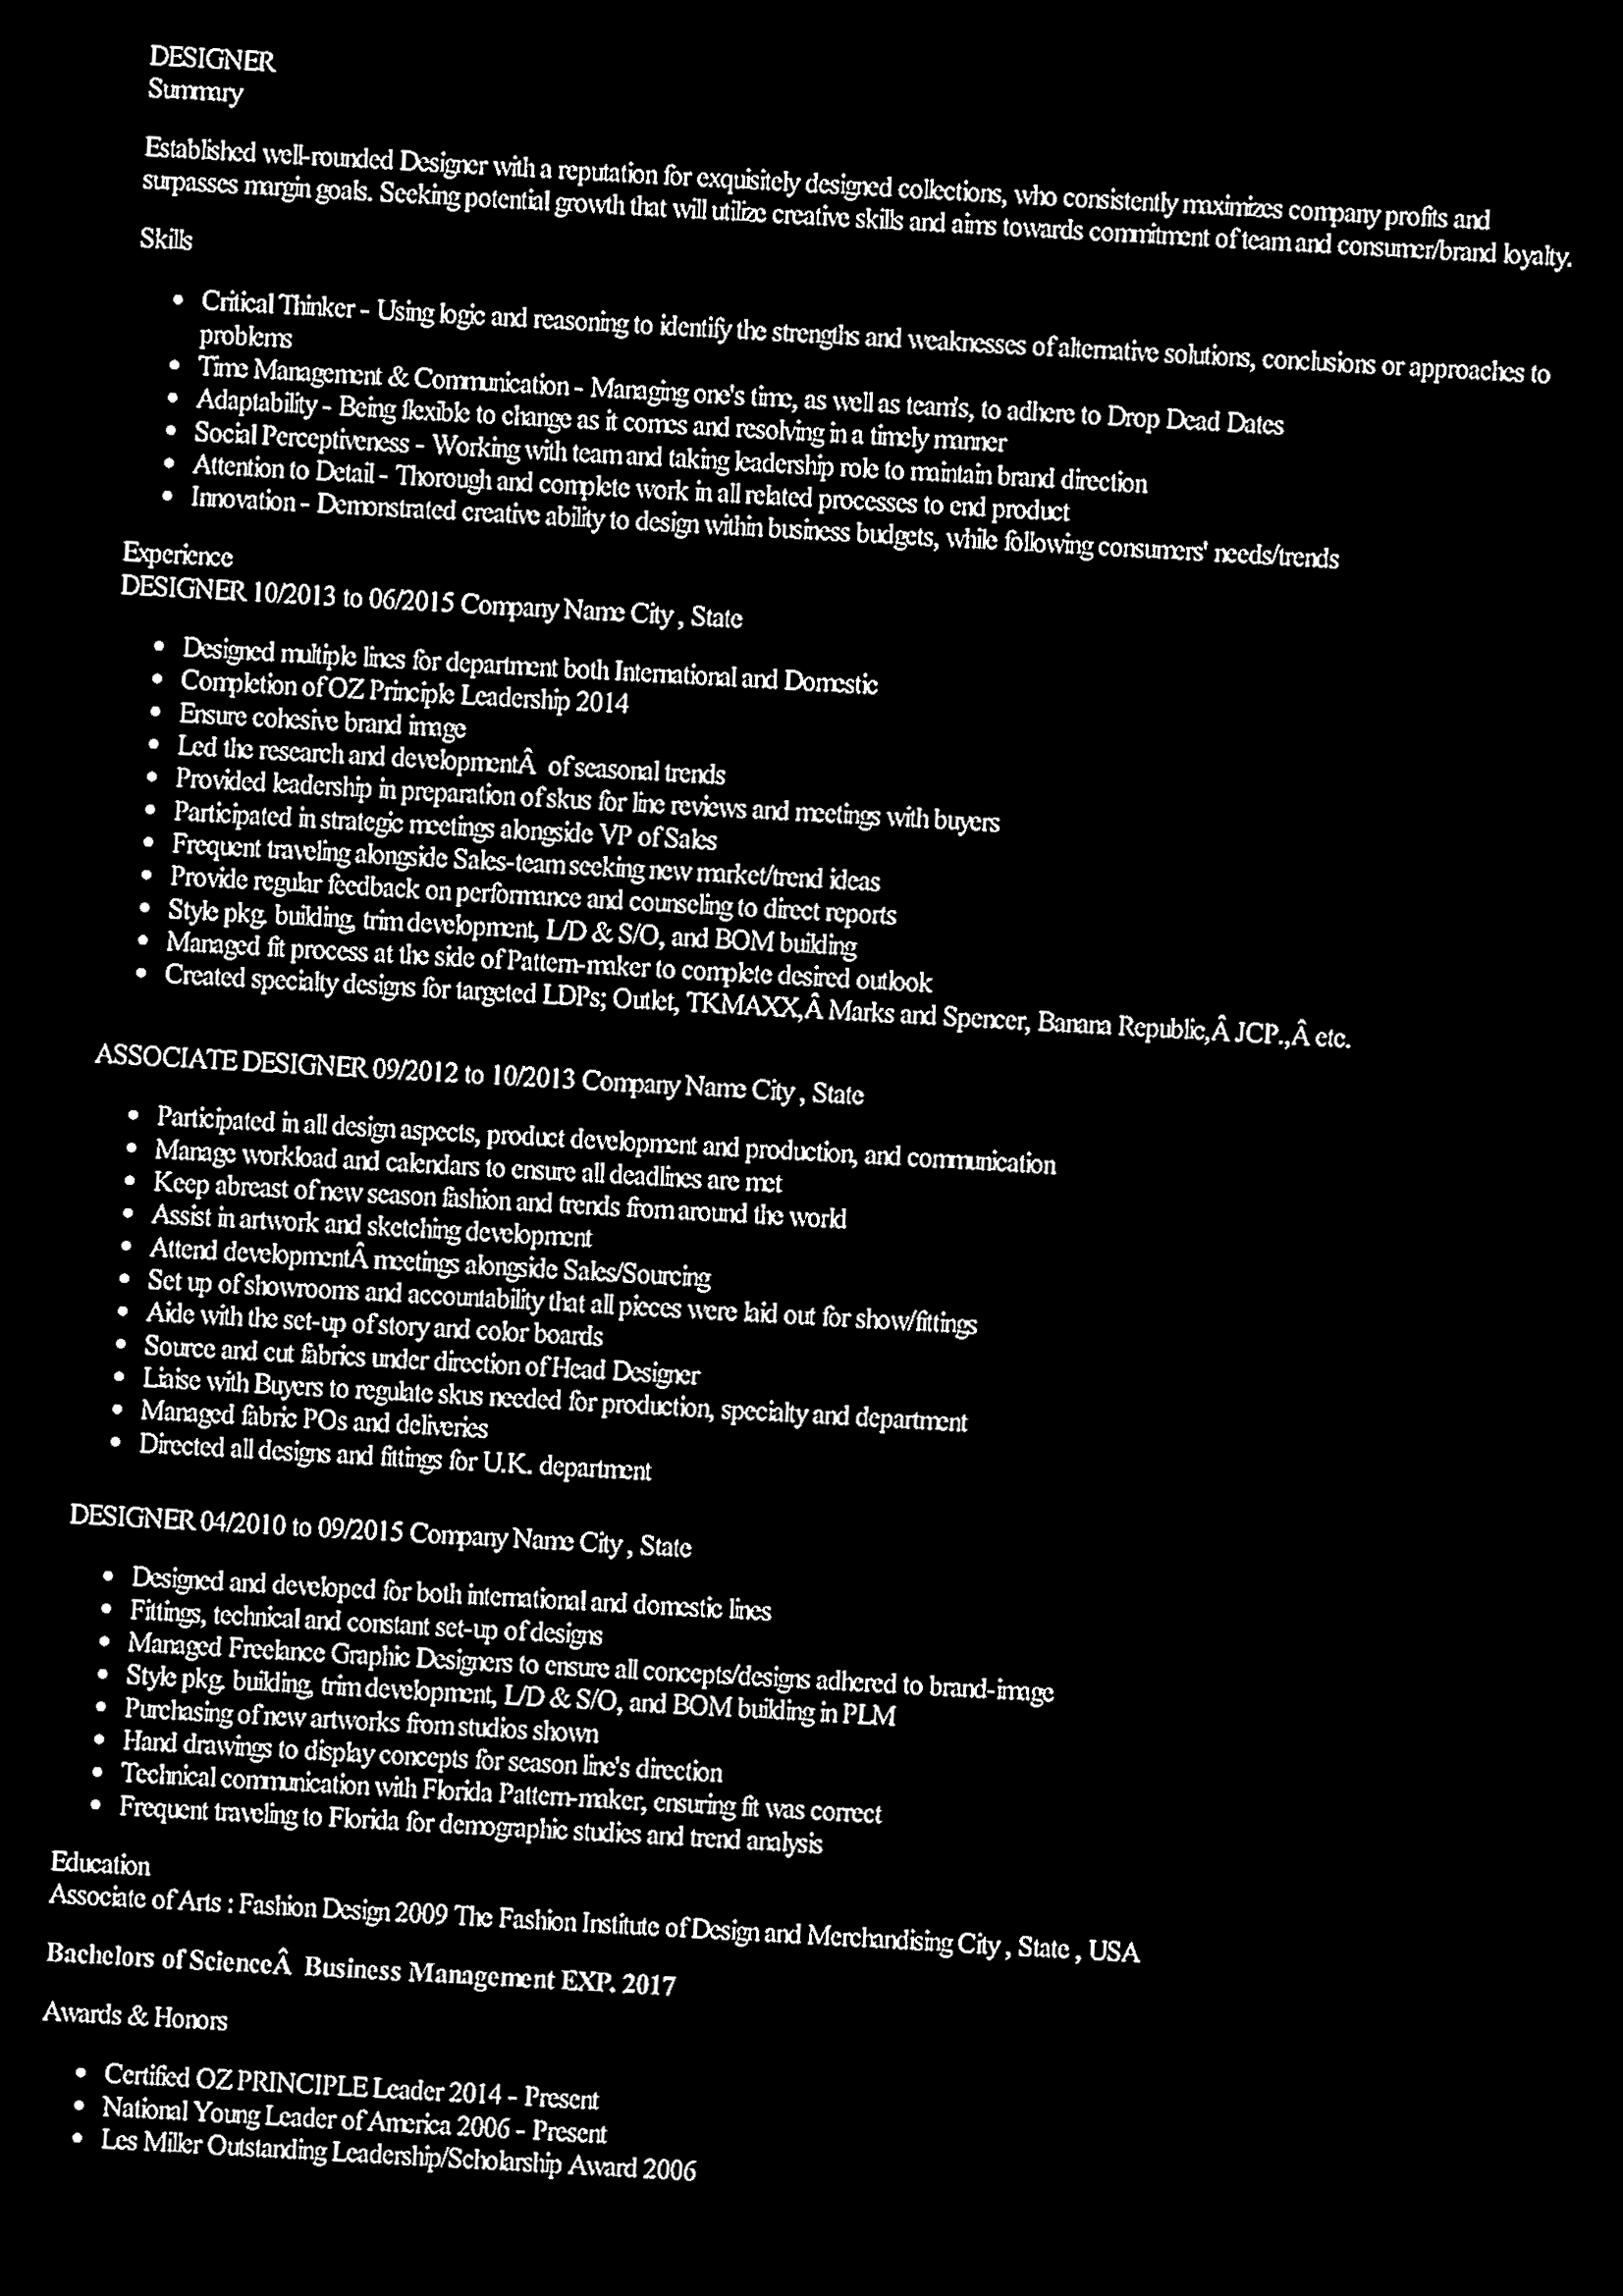 DESIGNER
Summary
Established well-rounded Designer with a reputation for exquisitely designed collections, who consistently maximizes company profits and
surpasses margin goals. Seeking potential growth that will utilize creative skills and aims towards commitment of team and consumer/brand loyalty.
Skills
• Critical Thinker - Using logic and reasoning to identify the strengths and weaknesses of alternative solutions, conclusions or approaches to
problems
• Time Management & Communication - Managing one's time, as well as team's, to adhere to Drop Dead Dates
• Adaptability - Being flexible to change as it comes and resolving in a timely manner
• Social Perceptiveness - Working with team and taking leadership role to maintain brand direction
• Attention to Detail - Thorough and complete work in all related processes to end product
• Innovation - Demonstrated creative ability to design within business budgets, while following consumers' needs/trends
Experience
DESIGNER 10/2013 to 06/2015 Company Name City , State
• Designed multiple lines for department both International and Domestic
• Completion of OZ Principle Leadership 2014
• Ensure cohesive brand image
• Led the research and developmentÂ of seasonal trends
• Provided leadership in preparation of skus for line reviews and meetings with buyers
• Participated in strategic meetings alongside VP of Sales
• Frequent traveling alongside Sales-team seeking new market/trend ideas
• Provide regular feedback on performance and counseling to direct reports
• Style pkg. building, trim development, L/D & S/O, and BOM building
• Managed fit process at the side of Pattern-maker to complete desired outlook
• Created specialty designs for targeted LDPs; Outlet, TKMAXX,Â Marks and Spencer, Banana Republic,Â JCP.,Â etc.
ASSOCIATE DESIGNER 09/2012 to 10/2013 Company Name City , State
• Participated in all design aspects, product development and production, and communication
• Manage workload and calendars to ensure all deadlines are met
• Keep abreast of new season fashion and trends from around the world
• Assist in artwork and sketching development
• Attend developmentÂ meetings alongside Sales/Sourcing
• Set up of showrooms and accountability that all pieces were laid out for show/fittings
• Aide with the set-up of story and color boards
• Source and cut fabrics under direction of Head Designer
• Liaise with Buyers to regulate skus needed for production, specialty and department
• Managed fabric POs and deliveries
• Directed all designs and fittings for U.K. department
DESIGNER 04/2010 to 09/2015 Company Name City , State
• Designed and developed for both international and domestic lines
• Fittings, technical and constant set-up of designs
• Managed Freelance Graphic Designers to ensure all concepts/designs adhered to brand-image
• Style pkg. building, trim development, L/D & S/O, and BOM building in PLM
• Purchasing of new artworks from studios shown
• Hand drawings to display concepts for season line's direction
• Technical communication with Florida Pattern-maker, ensuring fit was correct
• Frequent traveling to Florida for demographic studies and trend analysis
Education
Associate of Arts : Fashion Design 2009 The Fashion Institute of Design and Merchandising City , State , USA
Bachelors of ScienceÂ Business Management EXP. 2017
Awards & Honors
• Certified OZ PRINCIPLE Leader 2014 - Present
• National Young Leader of America 2006 - Present
• Les Miller Outstanding Leadership/Scholarship Award 2006